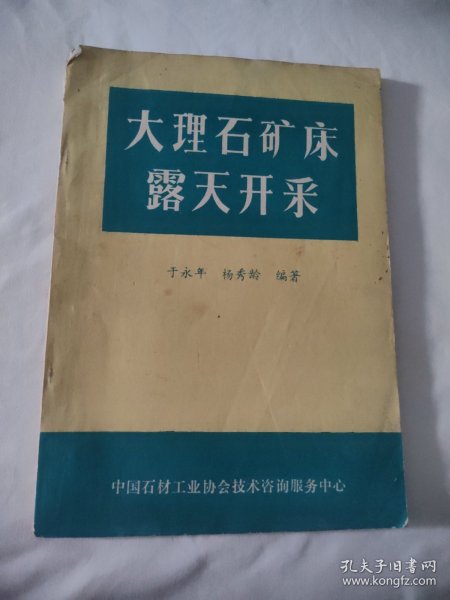 大理石矿床
露天开采
于永年 杨秀龄 编著
中国石材工业协会技术咨询服务中心
孔夫子旧书网
www.kongfz.com